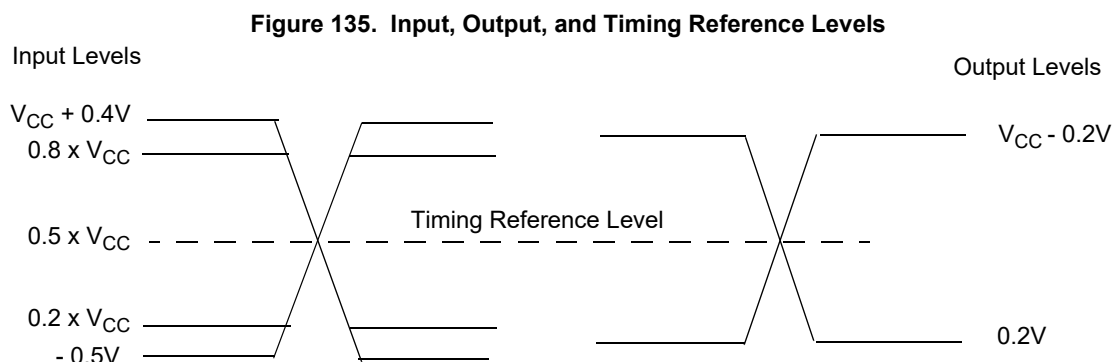 Figure 135. Input, Output, and Timing Reference Levels
Input Levels
Output Levels
VCC + 0.4V
VCC - 0.2V
0.8 x VCC
Timing Reference Level
0.5 x VCC
0.2 x VCC
0.2V
- 0.5V